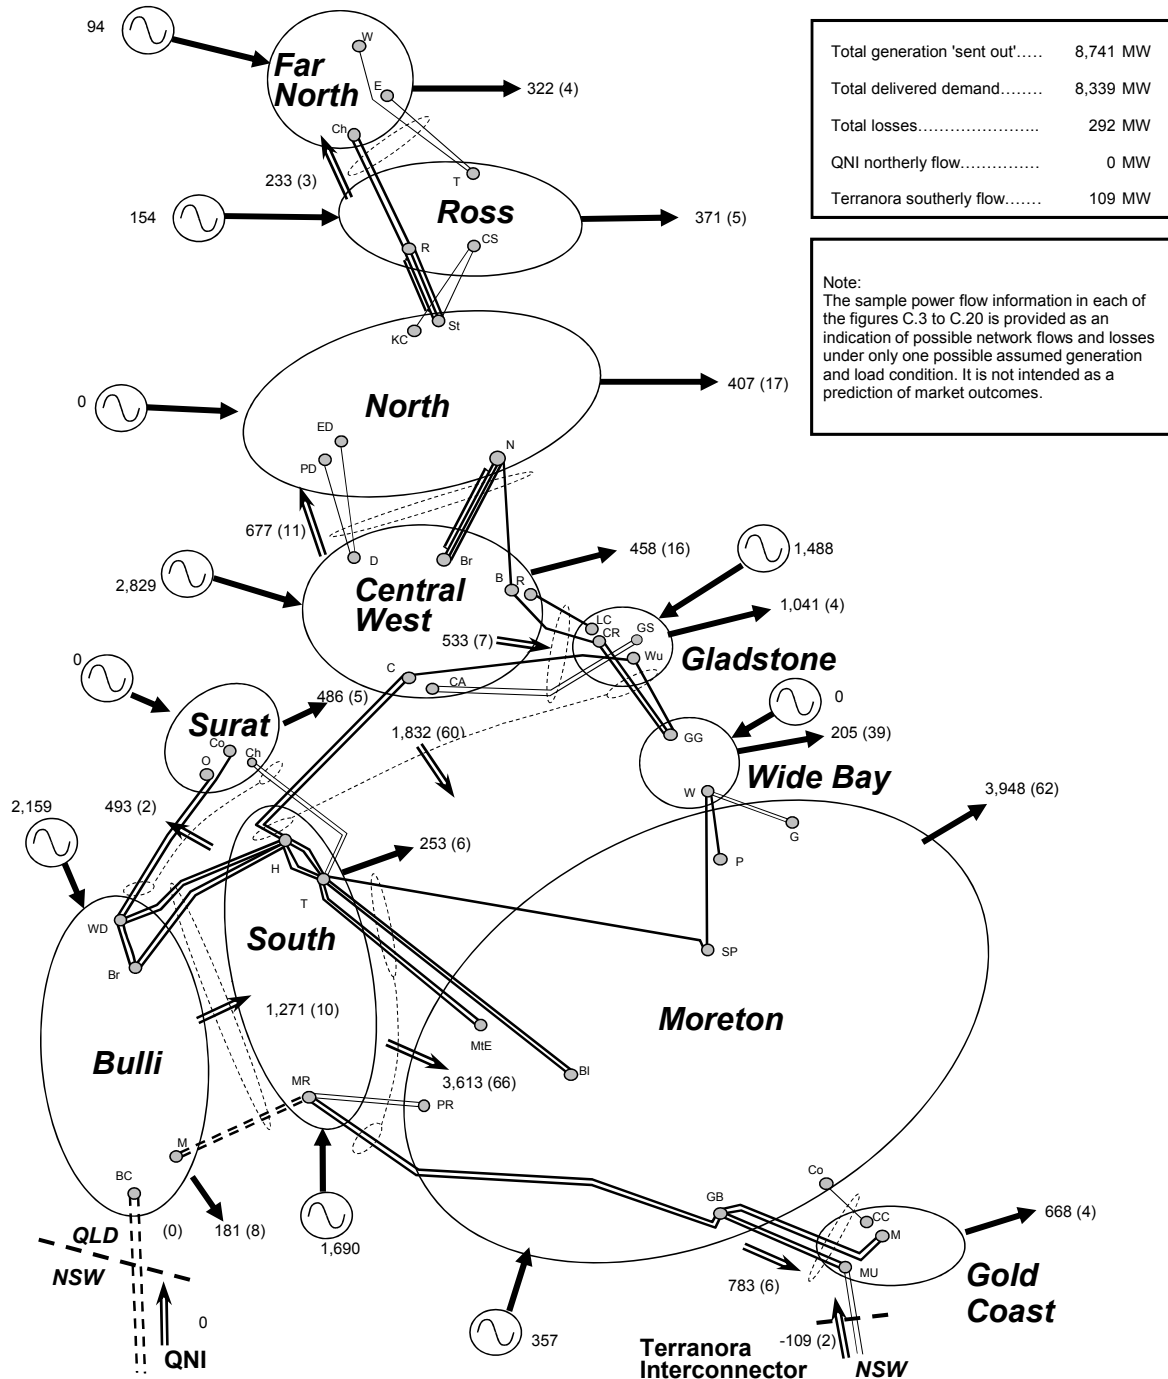 94
W
Far
North
E
322 (4)
Ch
233 (3)
T
154
Ross
371 (5)
R
CS
St
KC
0
North
407 (17)
ED
PD
N
677 (11)
D
Br
458 (16)
1,488
2,829
Central
West
B
R
1,041 (4)
LC
GS
CR
533 (7)
Wu
Gladstone
C
CA
0
0
486 (5)
Surat
Co
Ch
O
1,832 (60)
GG
205 (39)
Wide Bay
2,159
493 (2)
W
3,948 (62)
G
253 (6)
P
H
T
WD
South
SP
Br
1,271 (10)
Moreton
MtE
Bulli
BI
3,613 (66)
MR
PR
M
BC
Co
GB
CC
668 (4)
QLD
(0)
181 (8)
M
1,690
NSW
MU
Gold
Coast
783 (6)
0
QNI
357
-109 (2)
Terranora
Interconnector
NSW
Total generation 'sent out'..... 8,741 MW
Total delivered demand........ 8,339 MW
Total losses...................... 292 MW
QNI northerly flow............... 0 MW
Terranora southerly flow....... 109 MW
Note:
The sample power flow information in each of
the figures C.3 to C.20 is provided as an
indication of possible network flows and losses
under only one possible assumed generation
and load condition. It is not intended as a
prediction of market outcomes.